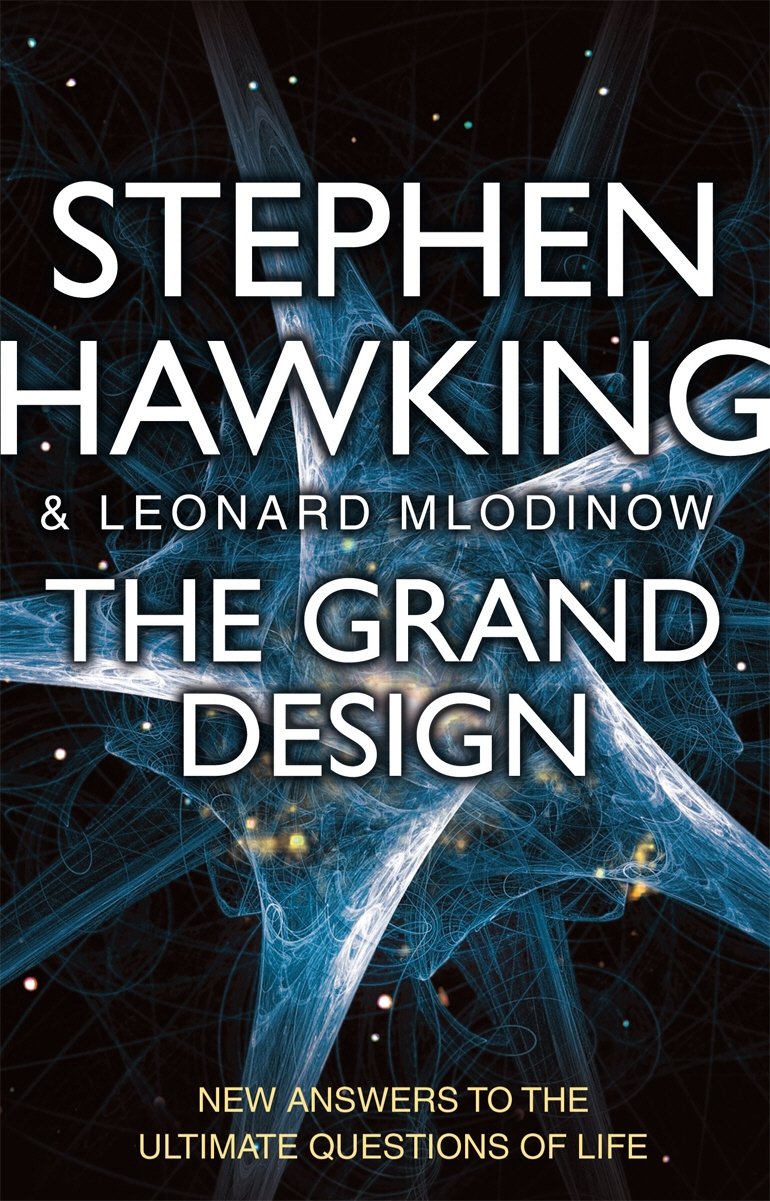 STEPHEN
HAWKING
& LEONARD MLODINOW
THE GRAND
DESIGN
NEW ANSWERS TO THE
ULTIMATE QUESTIONS OF LIFE